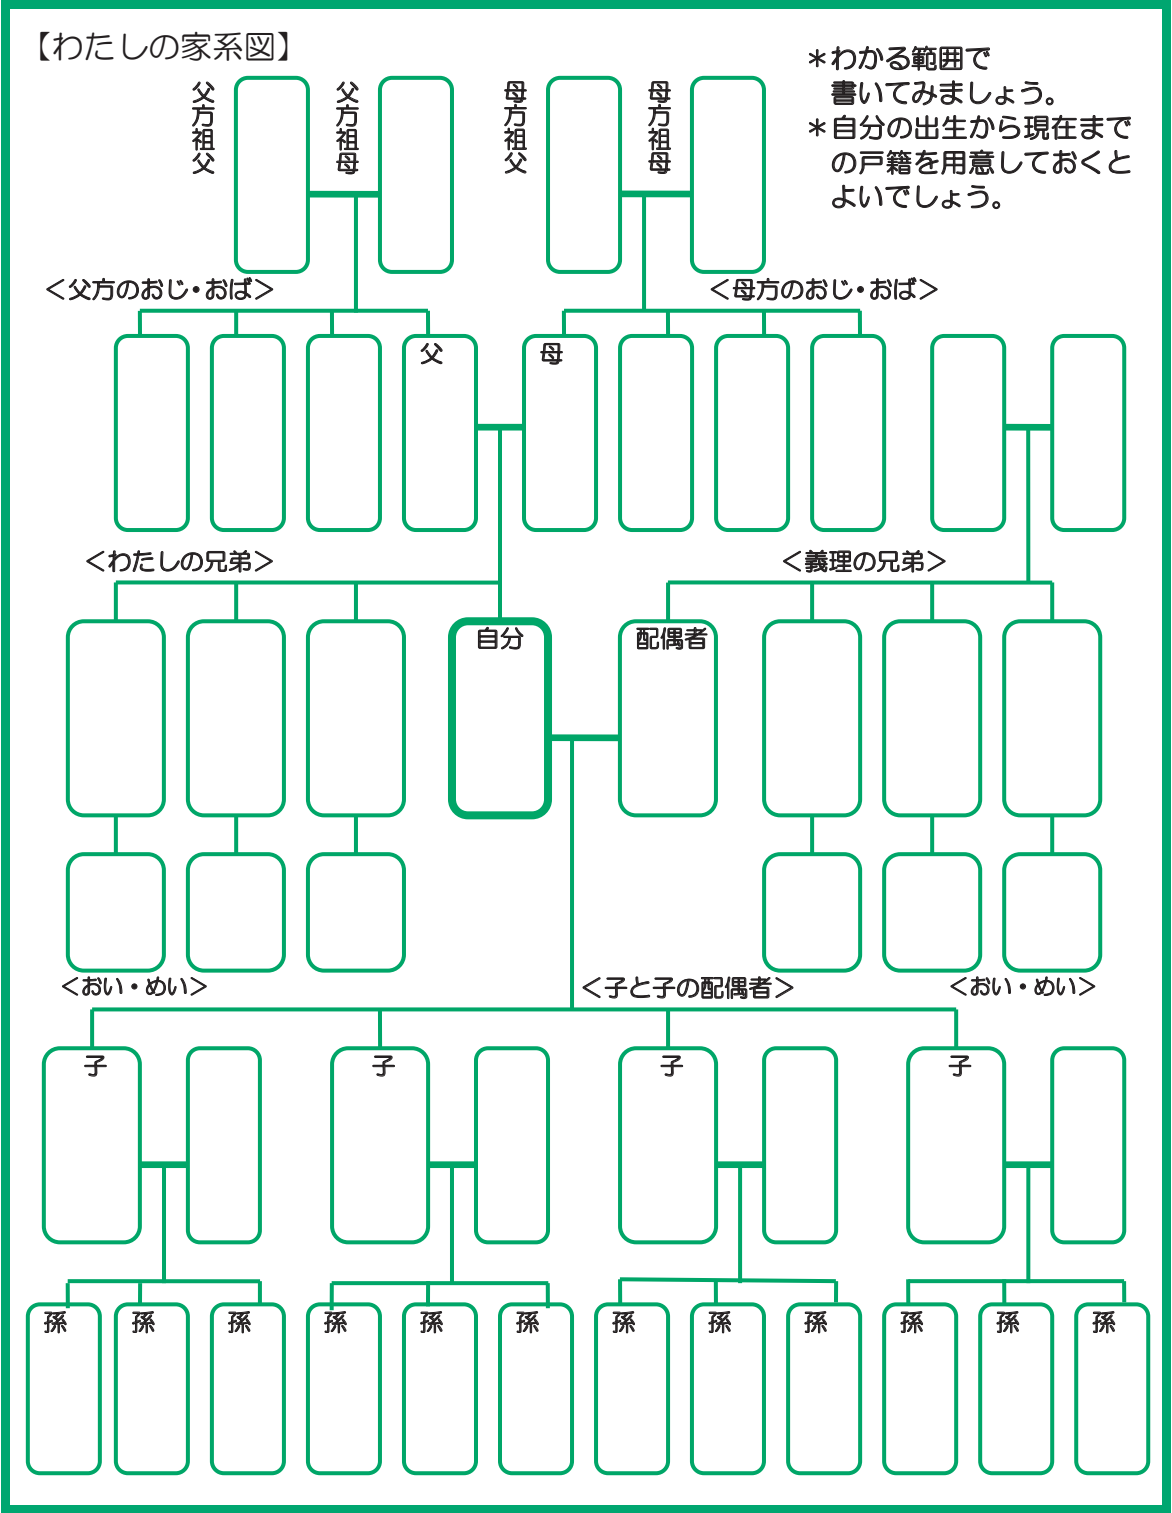 【わたしの家系図】
＊わかる範囲で
書いてみましょう。
＊自分の出生から現在まで
の戸籍を用意しておくと
よいでしょう。
父方祖父
父方祖母
母方祖父
母方祖母
＜父方のおじ・おば＞
＜母方のおじ・おば＞
父
母
＜わたしの兄弟＞
＜義理の兄弟＞
自分
配偶者
＜おい・めい＞
＜子と子の配偶者＞
＜おい・めい＞
子
子
子
子
孫
孫
孫
孫
孫
孫
孫
孫
孫
孫
孫
孫